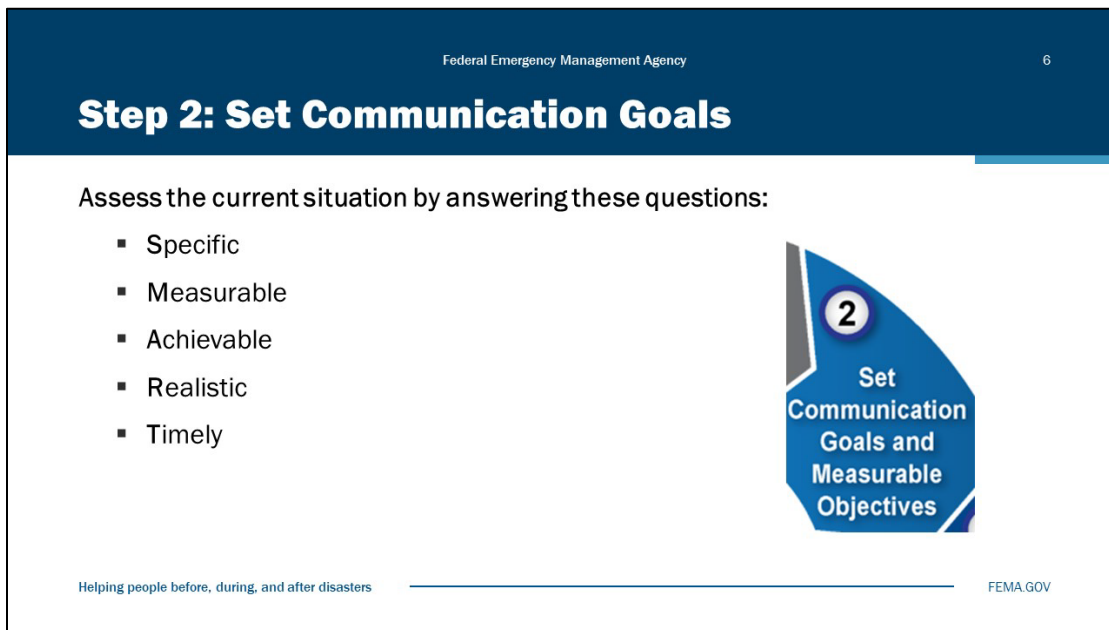 Federal Emergency Management Agency
6
Step 2: Set Communication Goals
Assess the current situation by answering these questions:
▪ Specific
▪ Measurable
▪ Achievable
▪ Realistic
▪ Timely
2
Set
Communication
Goals and
Measurable
Objectives
Helping people before, during, and after disasters
FEMA.GOV